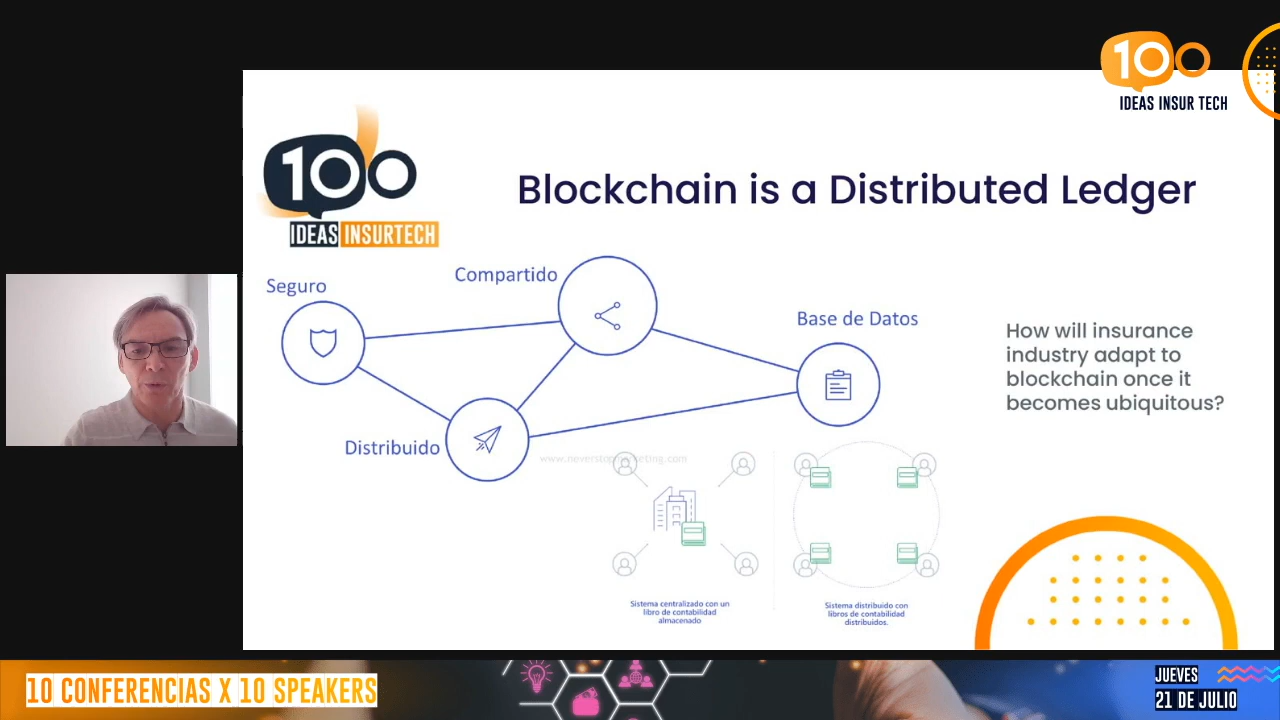 100
IDEAS INSUR TECH
100
IDEAS INSURTECH
Blockchain is a Distributed Ledger
Seguro
Compartido
Base de Datos
Distribuido
How will insurance
industry adapt to
blockchain once it
becomes ubiquitous?
Sistema centralizado con un
libro de contabilidad
almacenado
Sistema distribuido con
libros de contabilidad
distribuidos.
10 CONFERENCIAS X 10 SPEAKERS
JUEVES
21 DE JULIO